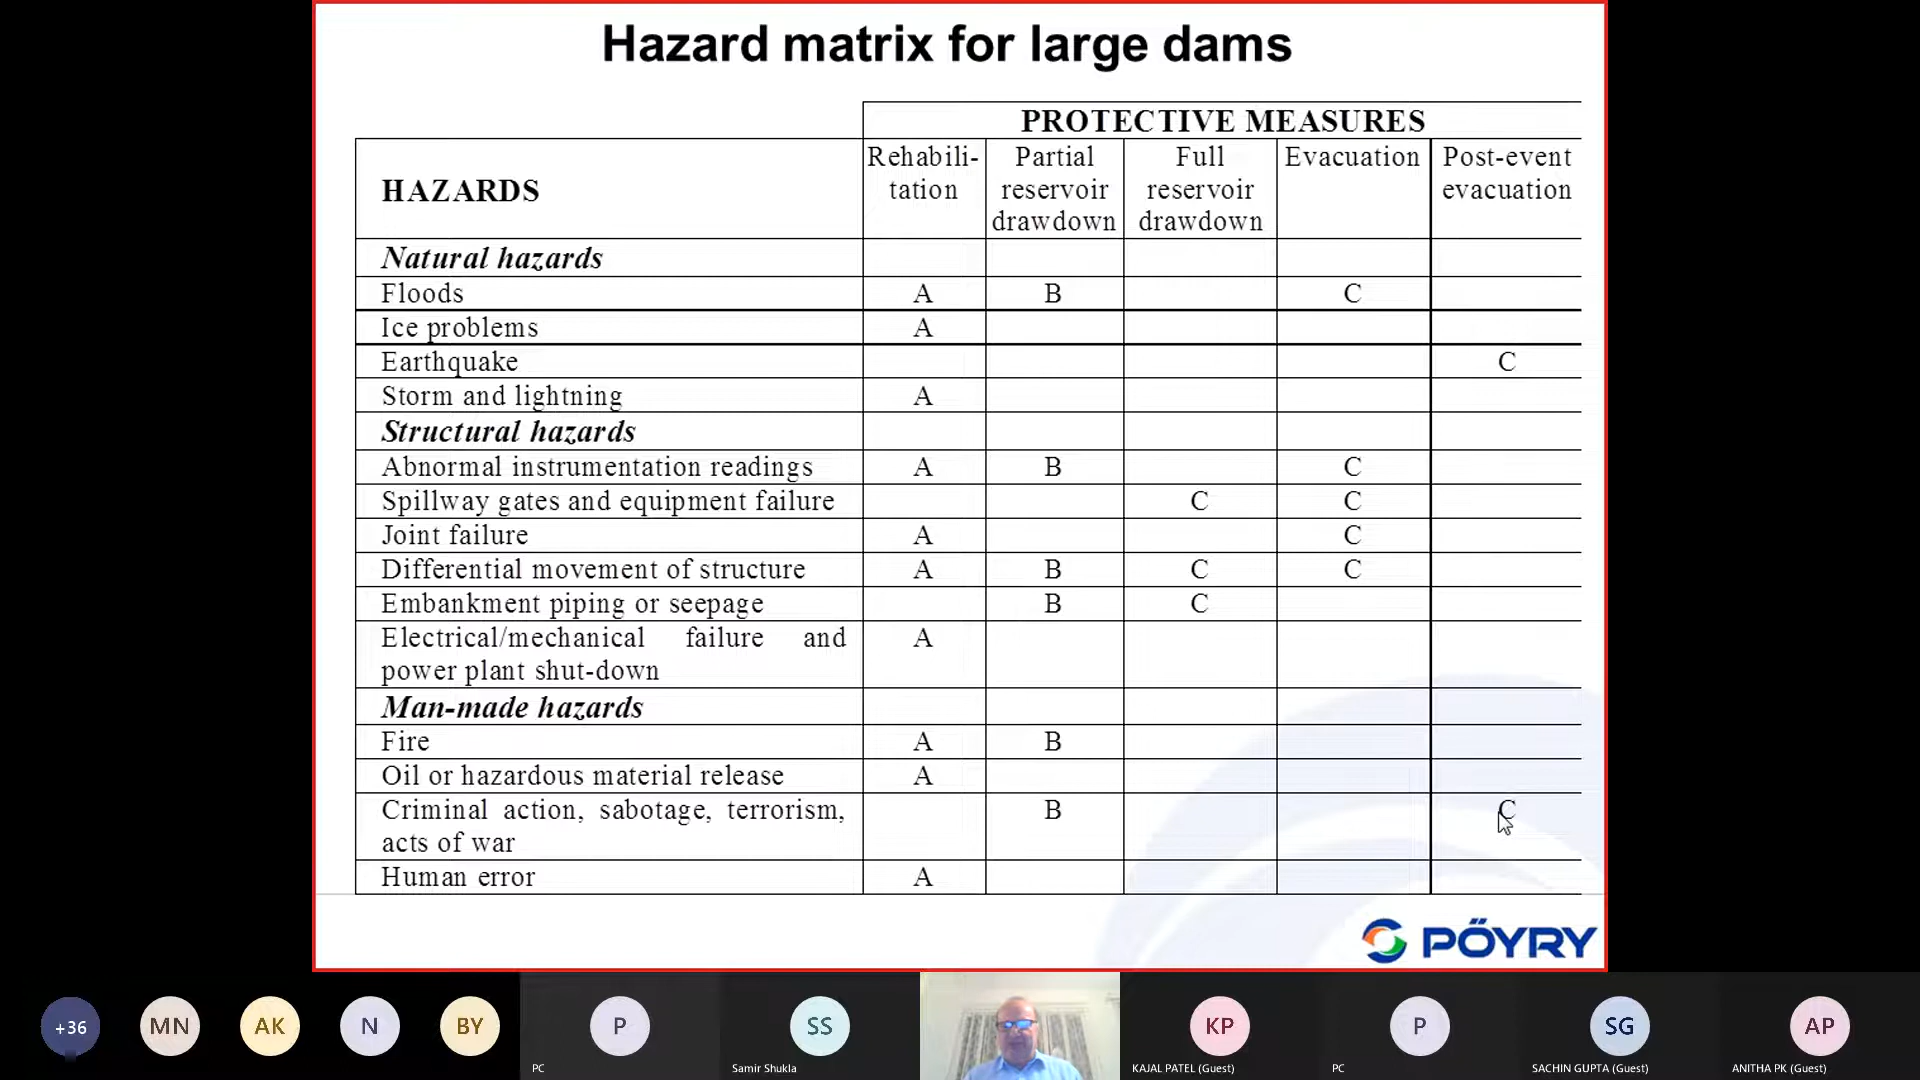 Hazard matrix for large dams
PROTECTIVE MEASURES
HAZARDS
Rehabili-
tation
Partial
reservoir
drawdown
Full
reservoir
drawdown
Evacuation
Post-event
evacuation
Natural hazards
Floods A B C
Ice problems A
Earthquake C
Storm and lightning A
Structural hazards
Abnormal instrumentation readings A B C
Spillway gates and equipment failure C C
Joint failure A C
Differential movement of structure A B C C
Embankment piping or seepage B C
Electrical/mechanical failure and A
power plant shut-down
Man-made hazards
Fire A B
Oil or hazardous material release A
Criminal action, sabotage, terrorism, B C
acts of war
Human error A
PÖYRY
+36 MN AK N BY P SS KP P SG AP
PC Samir Shukla KAJAL PATEL (Guest) PC SACHIN GUPTA (Guest) ANITHA PK (Guest)